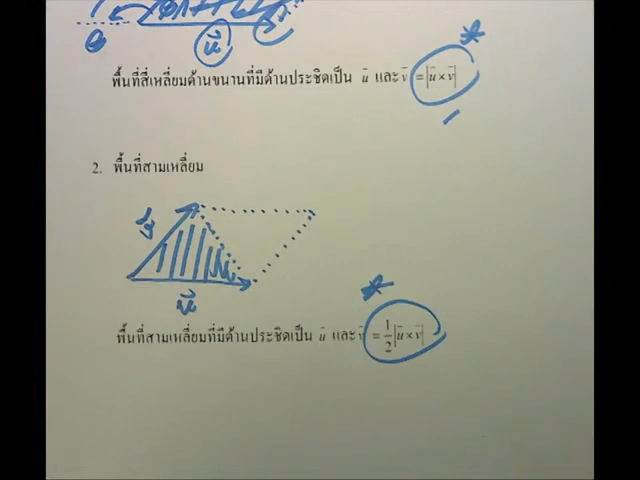 u
พื้นที่สี่เหลี่ยมด้านขนานที่มีด้านประชิดเป็น ū และ v̄ = |ū × v̄|
2. พื้นที่สามเหลี่ยม
พื้นที่สามเหลี่ยมที่มีด้านประชิดเป็น ū และ v̄ = 1/2 |ū × v̄|